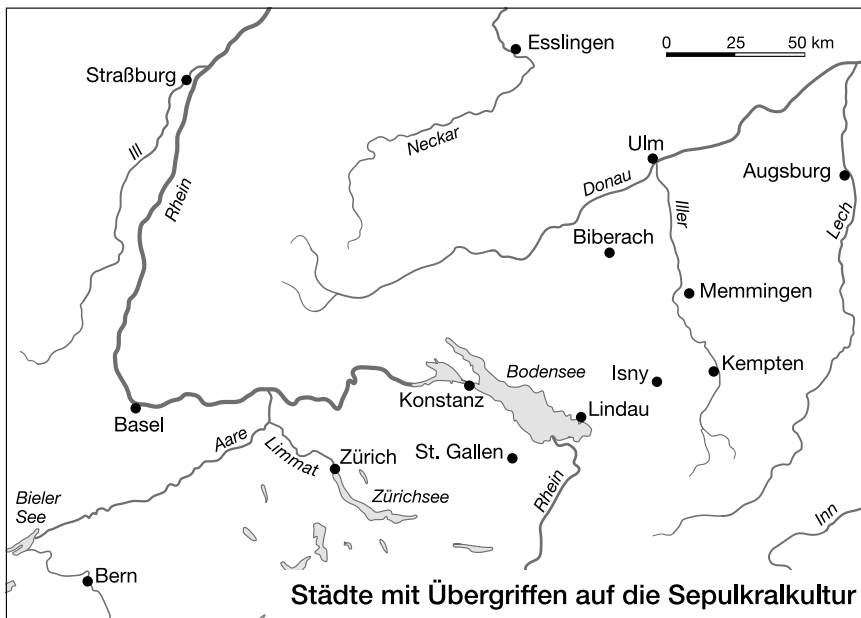 Esslingen
0 25 50 km
Straßburg
Ill
Neckar
Ulm
Rhein
Donau
Augsburg
Iller
Lech
Biberach
Memmingen
Bodensee
Isny
Kempten
Konstanz
Basel
Lindau
Aare
Limmat
Zürich
St. Gallen
Rhein
Zürichsee
Bieler
See
Inn
Bern
Städte mit Übergriffen auf die Sepulkralkultur